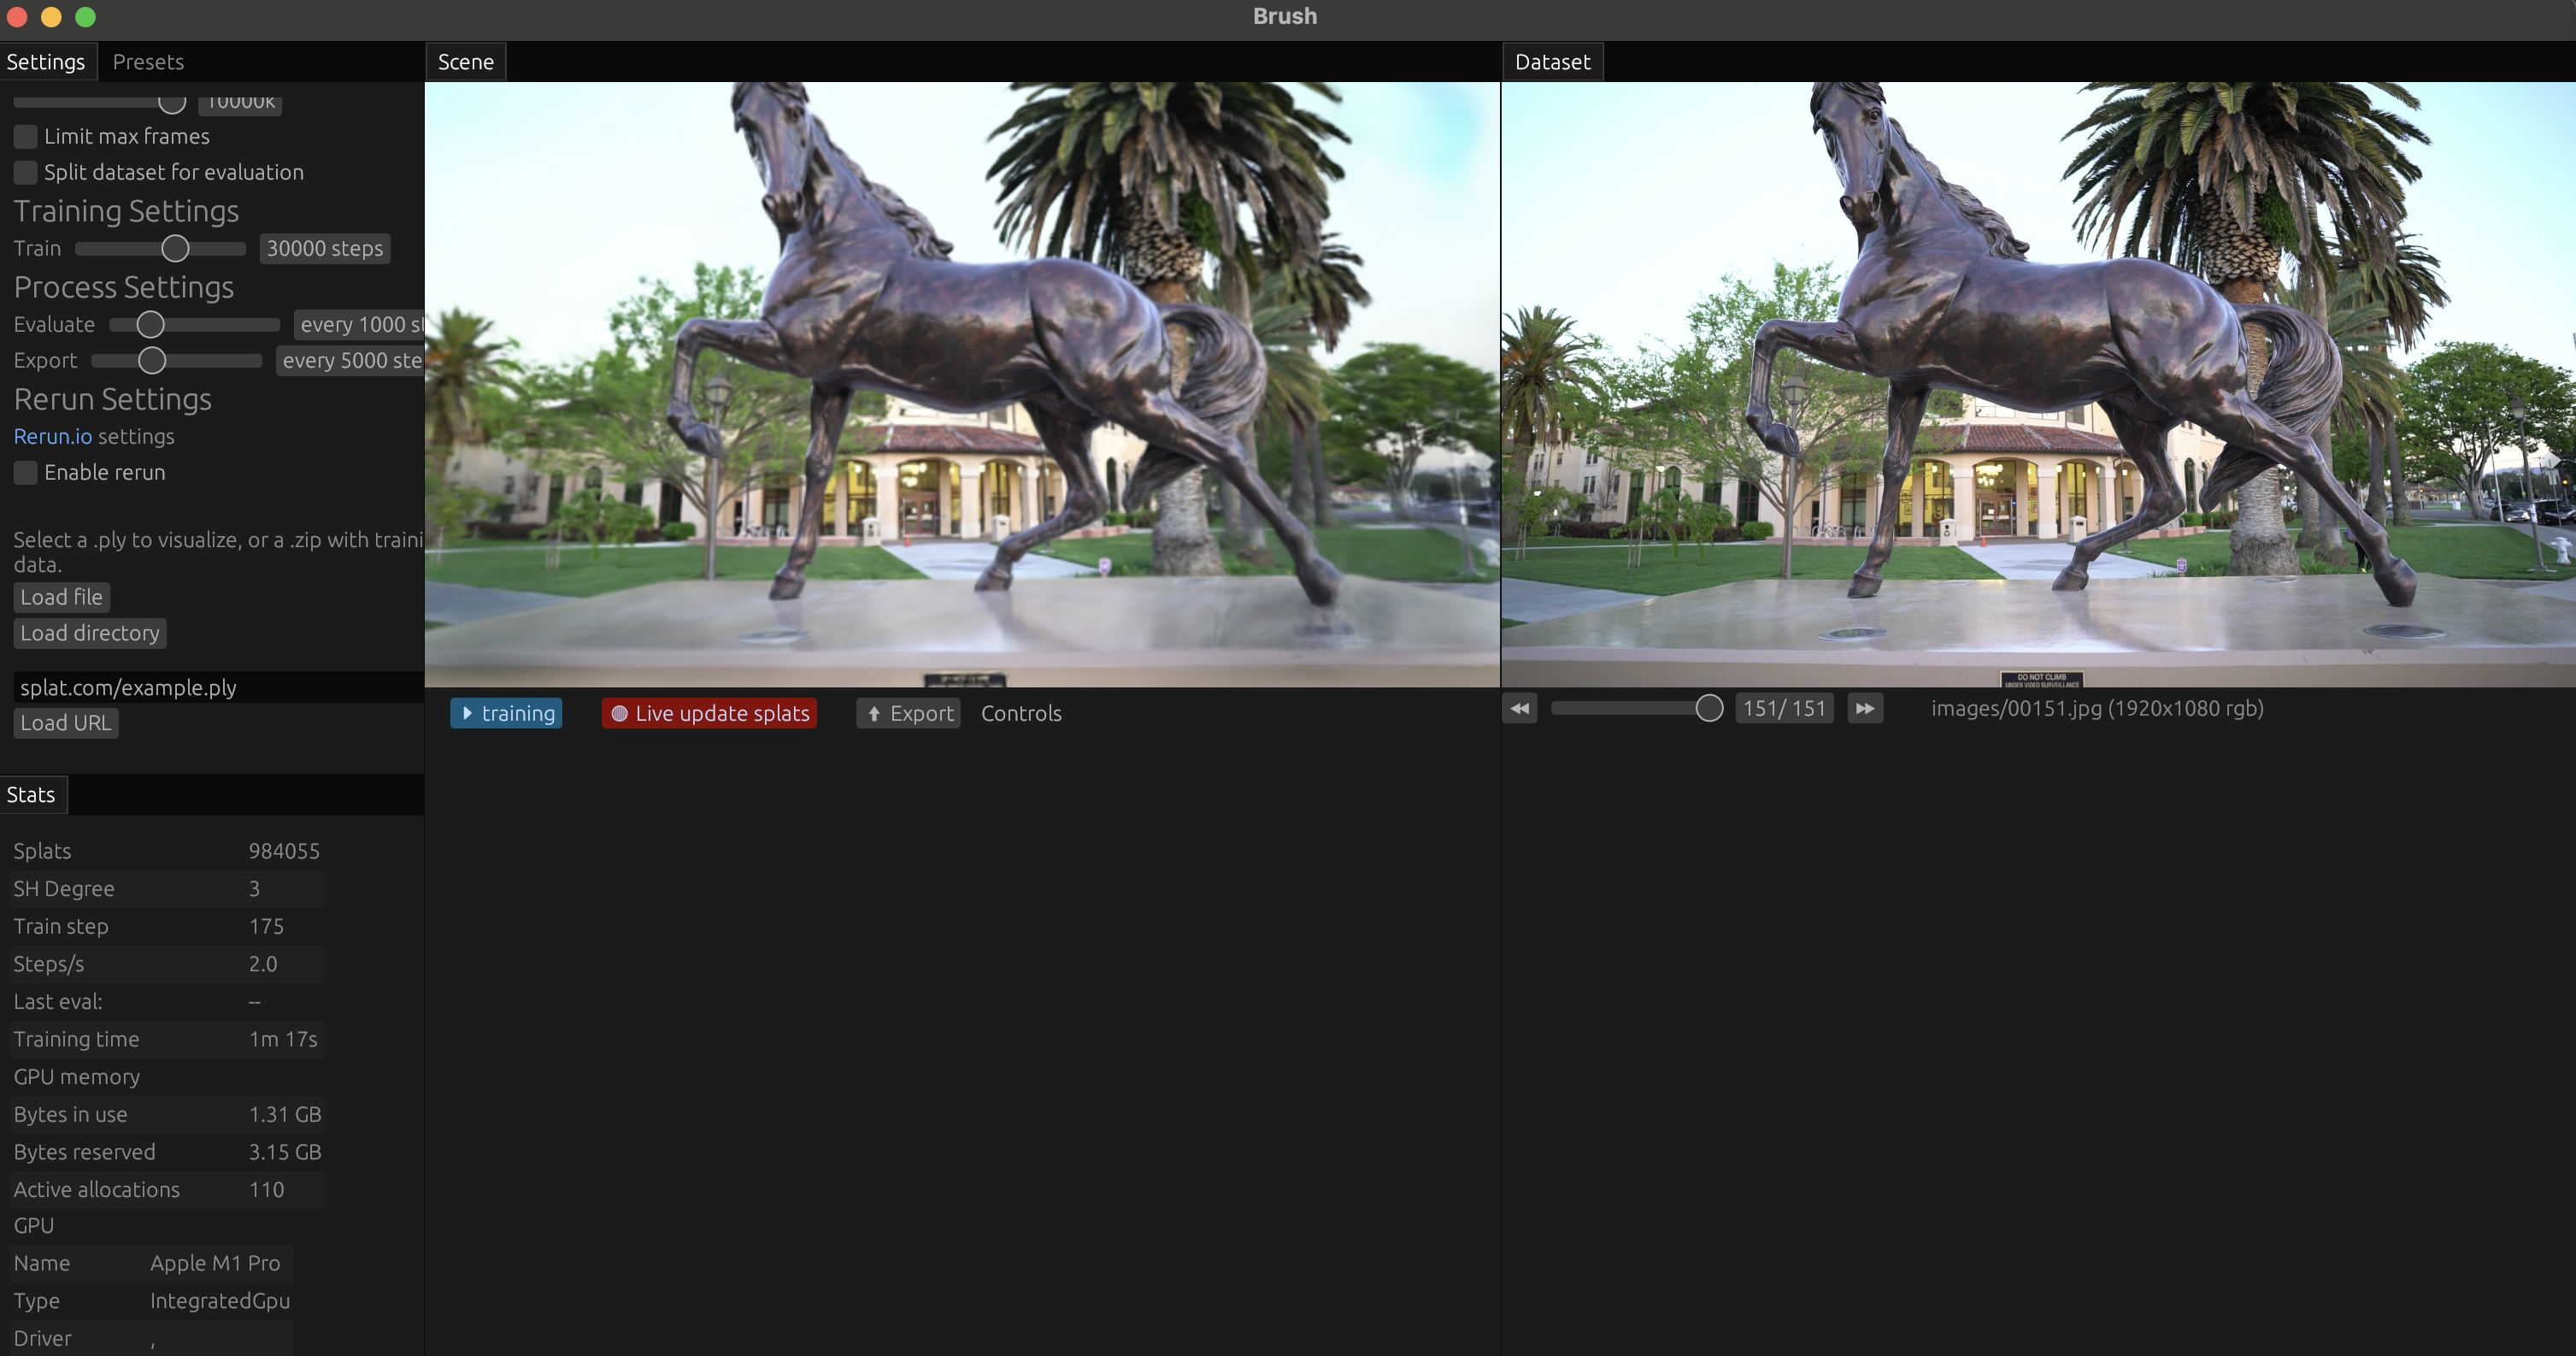 Brush
Settings
Presets
10000k
Limit max frames
Split dataset for evaluation
Training Settings
Train
30000 steps
Process Settings
Evaluate
every 1000 st
Export
every 5000 ste
Rerun Settings
Rerun.io settings
Enable rerun
Select a .ply to visualize, or a .zip with traini
data.
Load file
Load directory
splat.com/example.ply
Load URL
Stats
Splats 984055
SH Degree 3
Train step 175
Steps/s 2.0
Last eval: --
Training time 1m 17s
GPU memory
Bytes in use 1.31 GB
Bytes reserved 3.15 GB
Active allocations 110
GPU
Name Apple M1 Pro
Type IntegratedGpu
Driver ,
Scene
training
Live update splats
Export
Controls
Dataset
DO NOT CLIMB
UNDER VIDEO SURVEILLANCE
151/ 151
images/00151.jpg (1920x1080 rgb)